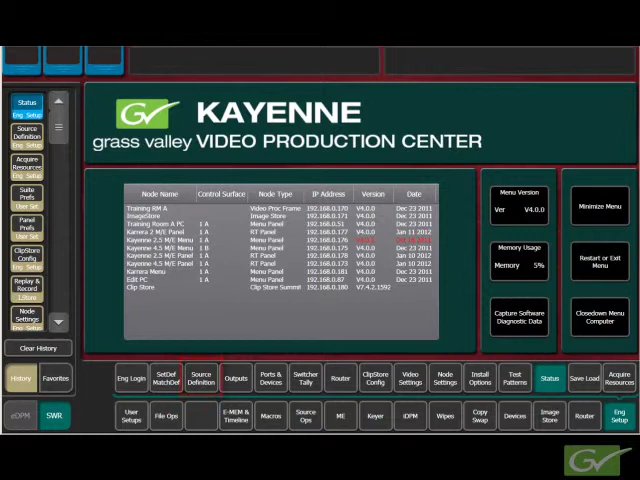 Status
Eng Setup
Source
Definition
Eng Setup
Acquire
Resources
Eng Setup
Suite
Prefs
User Set
Panel
Prefs
User Set
ClipStore
Config
Eng Setup
Replay &
Record
Node
Settings
Eng Setup
Clear History
History Favorites
eDPM SWR
KAYENNE
grass valley VIDEO PRODUCTION CENTER
Node Name Control Surface Node Type IP Address Version Date
Training RM A Video Proc Frame 192.168.0.170 V4.0.0 Dec 23 2011
ImageStore Image Store 192.168.0.171 V4.0.0 Dec 23 2011
Training Room A PC 1 A Menu Panel 192.168.0.51 V4.0.0 Dec 23 2011
Karrera 2 M/E Panel 1 A RT Panel 192.168.0.177 V4.0.0 Jan 11 2012
Kayenne 2.5 M/E Menu 1 A Menu Panel 192.168.0.176
Kayenne 4.5 M/E Menu 1 B Menu Panel 192.168.0.175 V4.0.0 Dec 23 2011
Kayenne 2.5 M/E Panel 1 A RT Panel 192.168.0.178 V4.0.0 Jan 10 2012
Kayenne 4.5 M/E Panel 1 A RT Panel 192.168.0.173 V4.0.0 Jan 10 2012
Karrera Menu 1 A Menu Panel 192.168.0.181 V4.0.0 Dec 23 2011
Edit PC 1 A Menu Panel 192.168.0.87 V4.0.0 Dec 23 2011
Clip Store Clip Store Summit 192.168.0.180 V7.4.2.1592
Menu Version
Ver V4.0.0
Memory Usage
Memory 5%
Capture Software
Diagnostic Data
Minimize Menu
Restart or Exit
Menu
Closedown Menu
Computer
Eng Login
SetDef
MatchDef
Source
Definition
Outputs
Ports &
Devices
Switcher
Tally
Router
ClipStore
Config
Video
Settings
Node
Settings
Install
Options
Test
Patterns
Status
Save Load
Acquire
Resources
User
Setups
File Ops
E-MEM &
Timeline
Macros
Source
Ops
ME
Keyer
iDPM
Wipes
Copy
Swap
Devices
Image
Store
Router
Eng
Setup